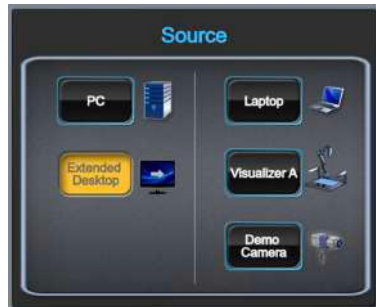 Source
PC
Laptop
Extended
Desktop
Visualizer A
Demo
Camera